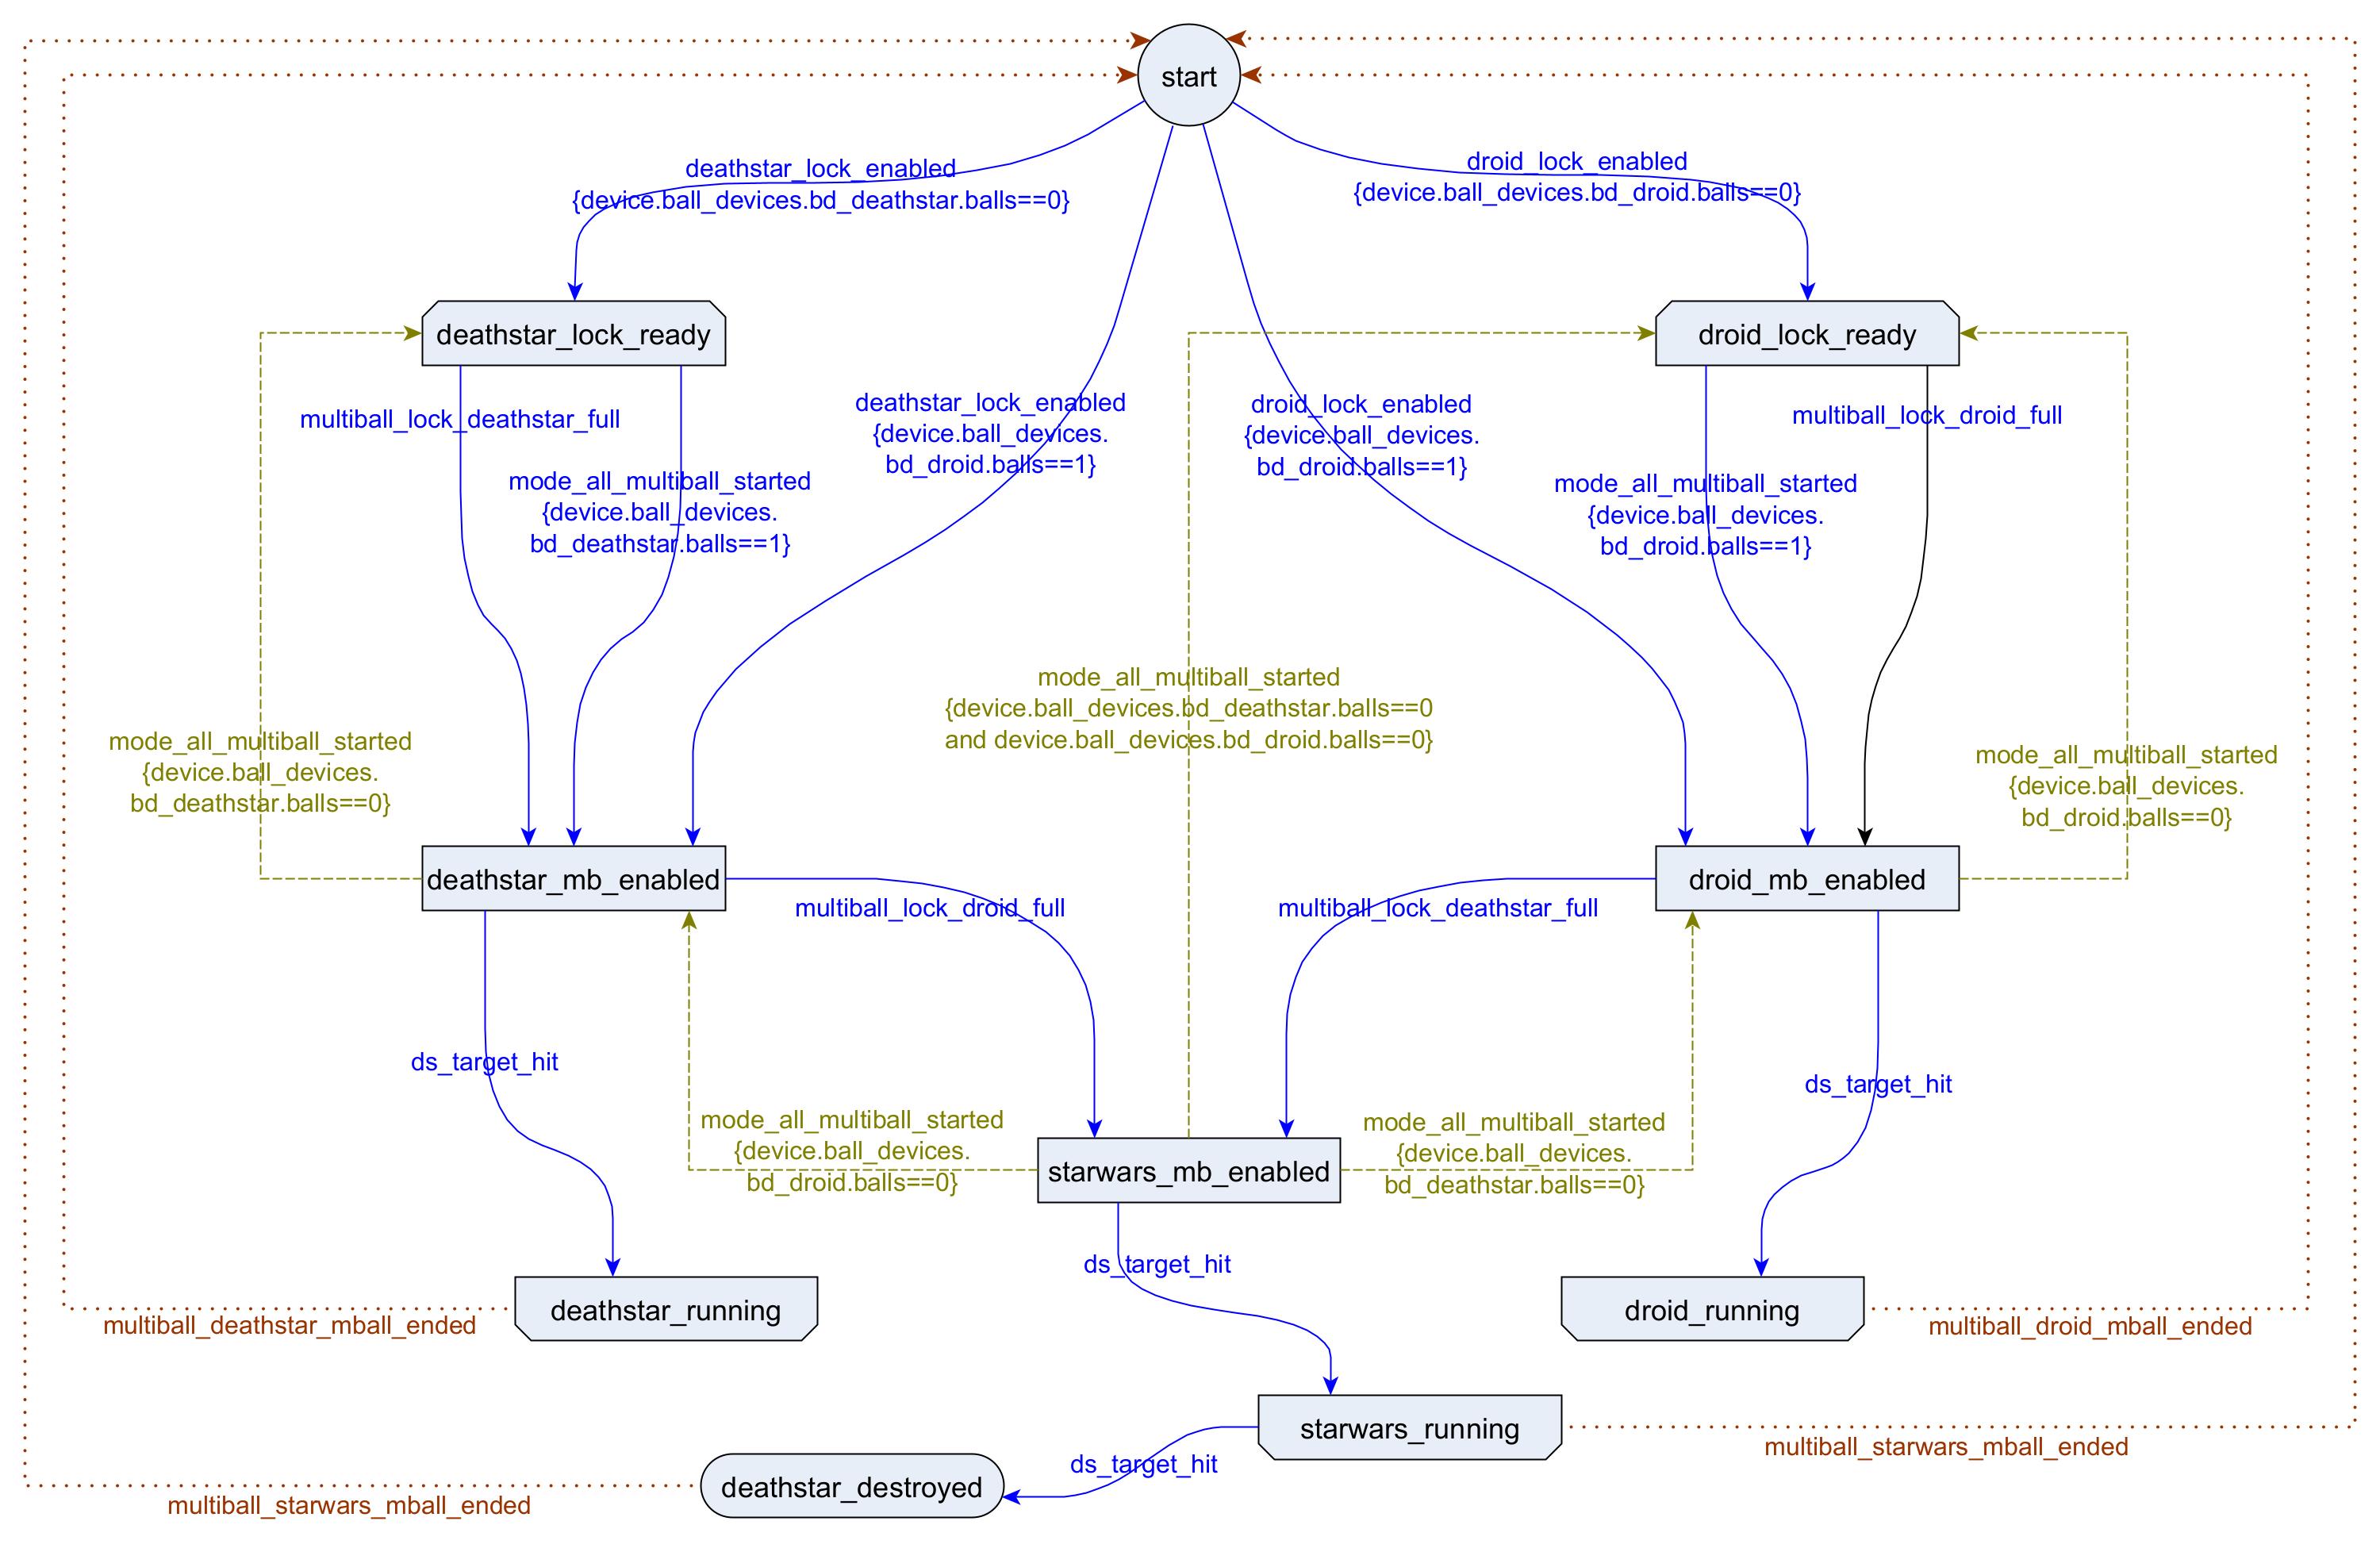 start
deathstar_lock_enabled
{device.ball_devices.bd_deathstar.balls==0}
droid_lock_enabled
{device.ball_devices.bd_droid.balls==0}
deathstar_lock_ready
droid_lock_ready
multiball_lock_deathstar_full
mode_all_multiball_started
{device.ball_devices.
bd_deathstar.balls==1}
deathstar_lock_enabled
{device.ball_devices.
bd_droid.balls==1}
droid_lock_enabled
{device.ball_devices.
bd_droid.balls==1}
multiball_lock_droid_full
mode_all_multiball_started
{device.ball_devices.
bd_droid.balls==1}
mode_all_multiball_started
{device.ball_devices.
bd_deathstar.balls==0}
mode_all_multiball_started
{device.ball_devices.bd_deathstar.balls==0
and device.ball_devices.bd_droid.balls==0}
mode_all_multiball_started
{device.ball_devices.
bd_droid.balls==0}
deathstar_mb_enabled
droid_mb_enabled
multiball_lock_droid_full
multiball_lock_deathstar_full
ds_target_hit
ds_target_hit
mode_all_multiball_started
{device.ball_devices.
bd_droid.balls==0}
starwars_mb_enabled
mode_all_multiball_started
{device.ball_devices.
bd_deathstar.balls==0}
ds_target_hit
deathstar_running
droid_running
multiball_deathstar_mball_ended
multiball_droid_mball_ended
starwars_running
multiball_starwars_mball_ended
ds_target_hit
deathstar_destroyed
multiball_starwars_mball_ended